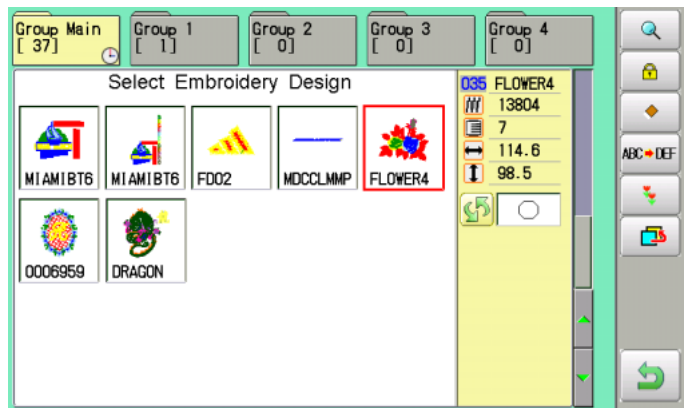 Group Main
[ 37]
Group 1
[ 1]
Group 2
[ 0]
Group 3
[ 0]
Group 4
[ 0]
Select Embroidery Design
MIAMIBT6
MIAMIBT6
FD02
MDCCLMMP
FLOWER4
0006959
DRAGON
035 FLOWER4
13804
7
114.6
98.5
ABC DEF